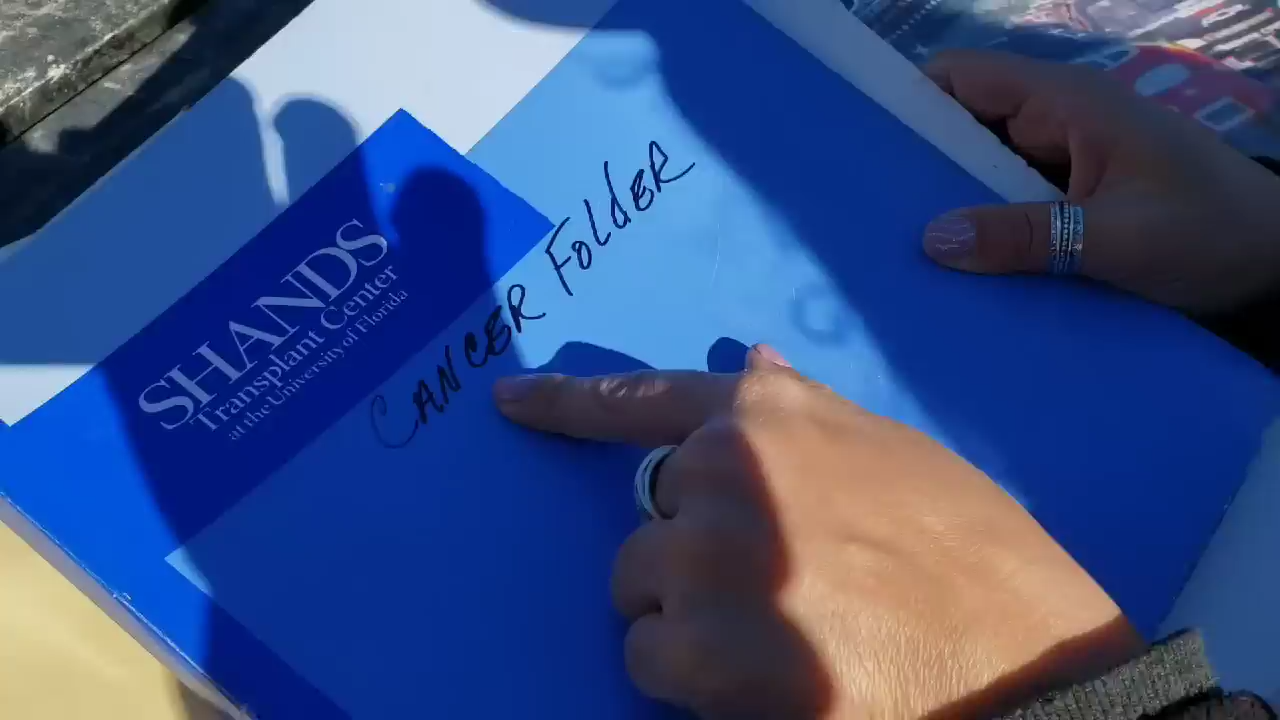 SHANDS
Transplant Center
at the University of Florida
CANCER FoldER